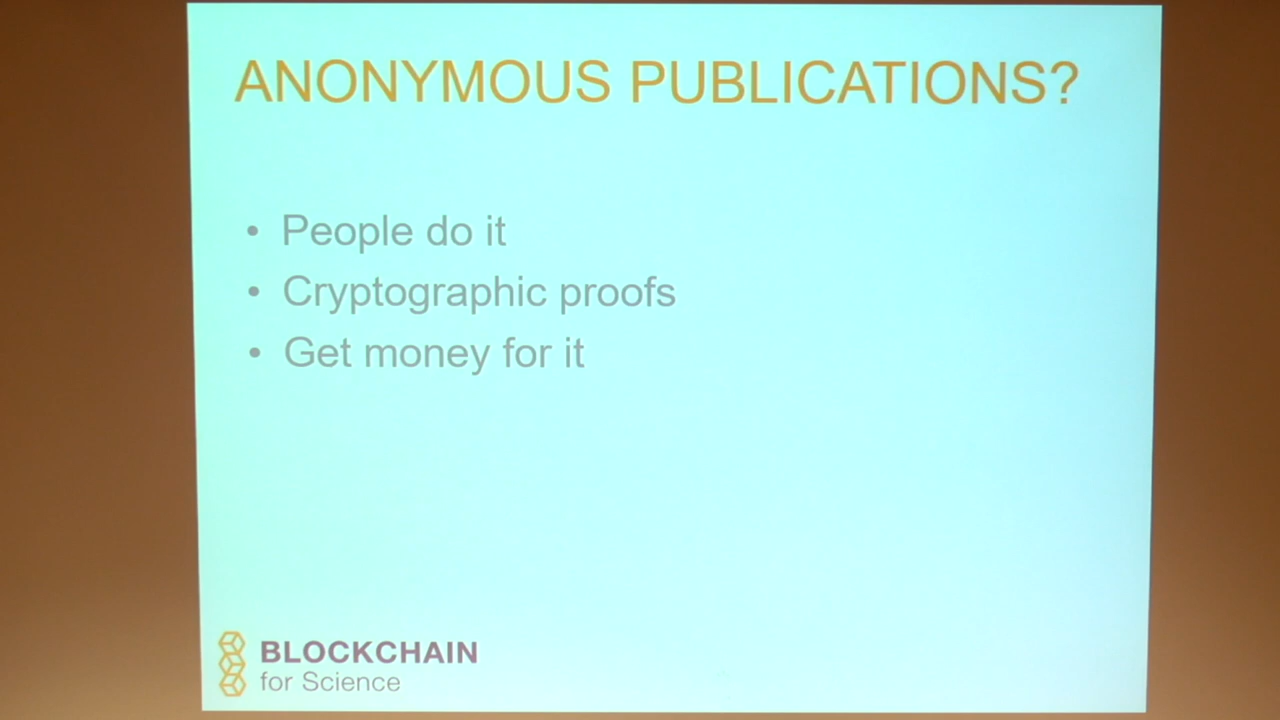 ANONYMOUS PUBLICATIONS?
• People do it
• Cryptographic proofs
• Get money for it
BLOCKCHAIN
for Science